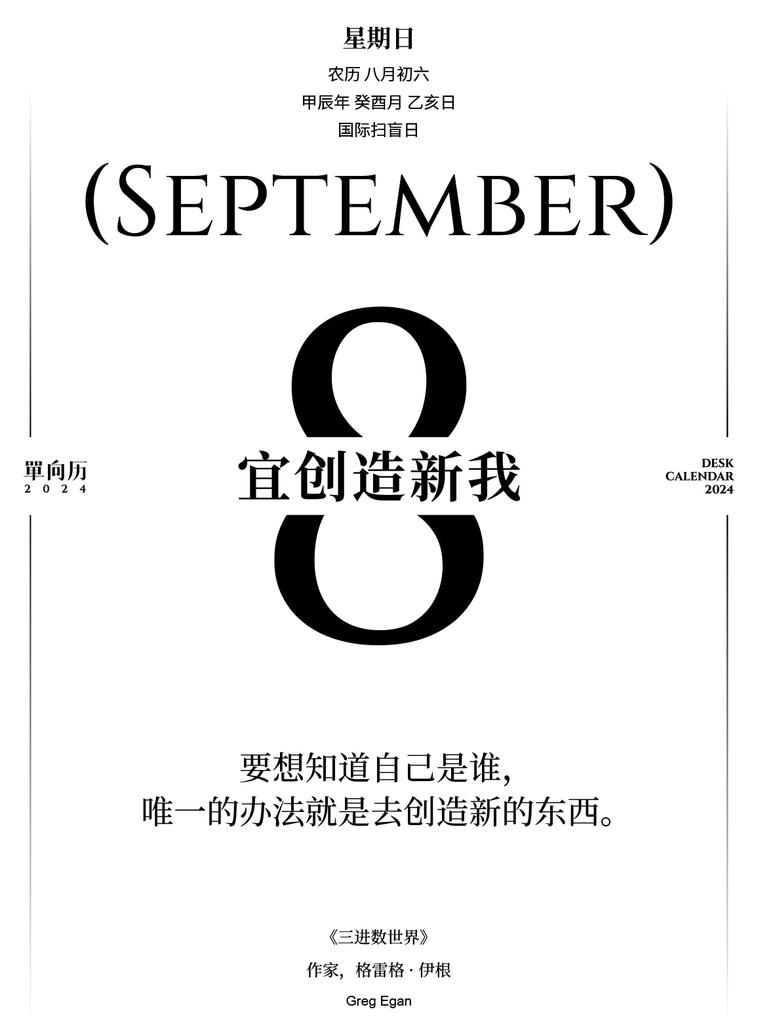 星期日
农历 八月初六
甲辰年 癸酉月 乙亥日
国际扫盲日
(SEPTEMBER)
8
單向历
2024
宜创造新我
DESK
CALENDAR
2024
要想知道自己是谁，
唯一的办法就是去创造新的东西。
《三进数世界》
作家，格雷格·伊根
Greg Egan